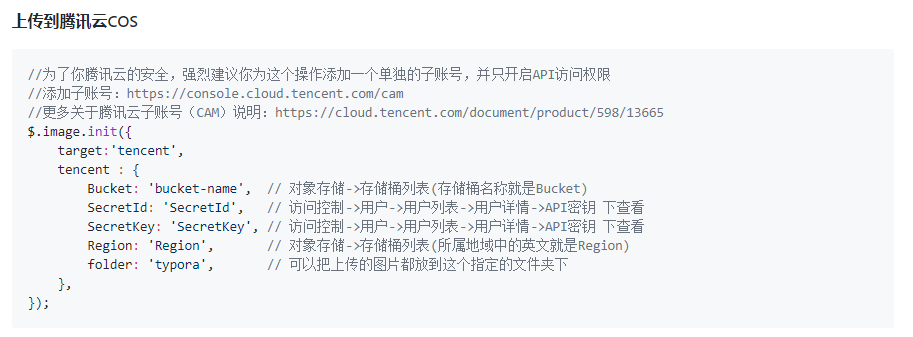 上传到腾讯云COS
//为了你腾讯云的安全，强烈建议你为这个操作添加一个单独的子账号，并只开启API访问权限
//添加子账号：https://console.cloud.tencent.com/cam
//更多关于腾讯云子账号（CAM）说明：https://cloud.tencent.com/document/product/598/13665
$.image.init({
    target:'tencent',
    tencent : {
        Bucket: 'bucket-name',  // 对象存储->存储桶列表(存储桶名称就是Bucket)
        SecretId: 'SecretId',   // 访问控制->用户->用户列表->用户详情->API密钥 下查看
        SecretKey: 'SecretKey', // 访问控制->用户->用户列表->用户详情->API密钥 下查看
        Region: 'Region',       // 对象存储->存储桶列表(所属地域中的英文就是Region)
        folder: 'typora',       // 可以把上传的图片都放到这个指定的文件夹下
    },
});